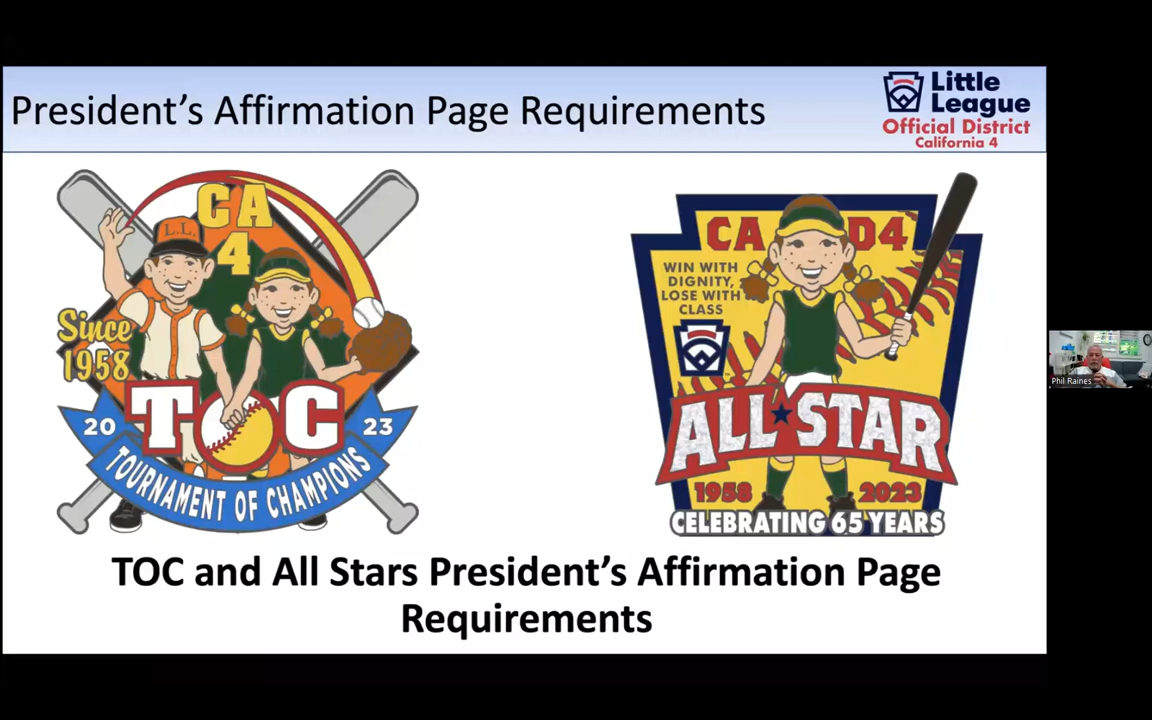 President's Affirmation Page Requirements
Little
League
Official District
California 4
CA
4
L.L.
Since
1958
TOC
20 23
TOURNAMENT OF CHAMPIONS
CA D4
WIN WITH
DIGNITY,
LOSE WITH
CLASS
ALL★STAR
1958 2023
CELEBRATING 65 YEARS
TOC and All Stars President's Affirmation Page
Requirements
Phil Raines